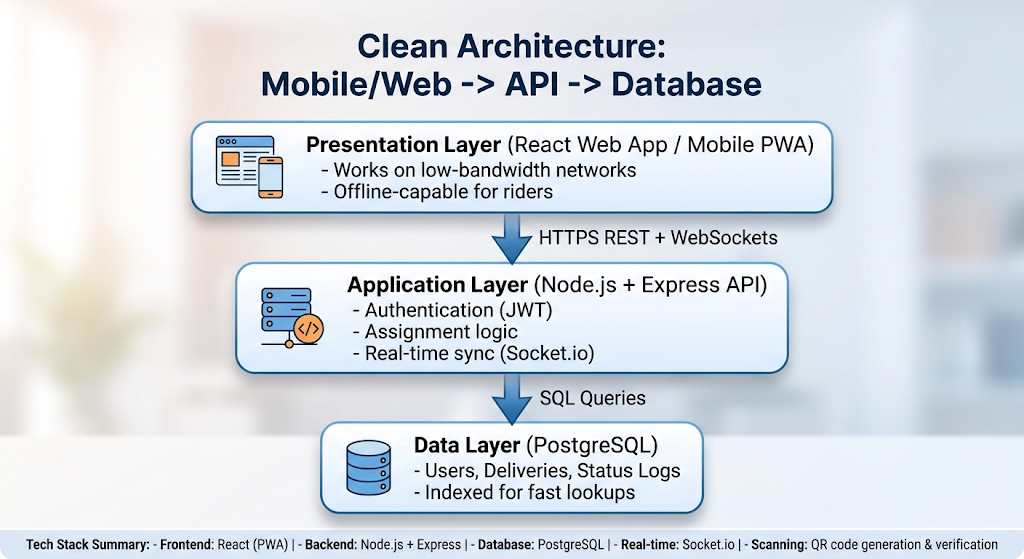 Clean Architecture:
Mobile/Web -> API -> Database
Presentation Layer (React Web App / Mobile PWA)
- Works on low-bandwidth networks
- Offline-capable for riders
HTTPS REST + WebSockets
Application Layer (Node.js + Express API)
- Authentication (JWT)
- Assignment logic
- Real-time sync (Socket.io)
</>
SQL Queries
Data Layer (PostgreSQL)
- Users, Deliveries, Status Logs
- Indexed for fast lookups
Tech Stack Summary: - Frontend: React (PWA) | - Backend: Node.js + Express | - Database: PostgreSQL | - Real-time: Socket.io | - Scanning: QR code generation & verification